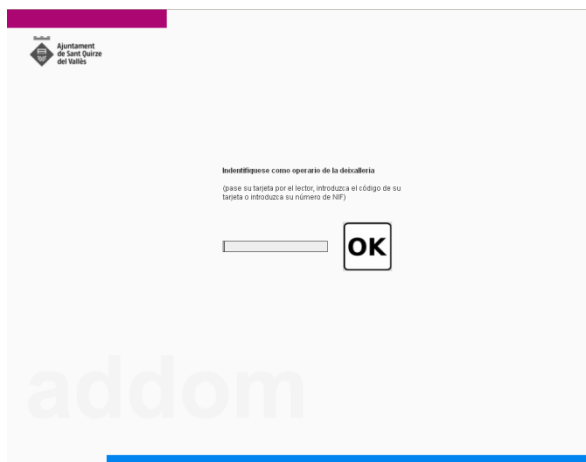 Ajuntament
de Sant Quirze
del Vallès
Indentifíquese como operario de la deixalleria
(pase su tarjeta por el lector, introduzca el código de su
tarjeta o introduzca su número de NIF)
OK
addom